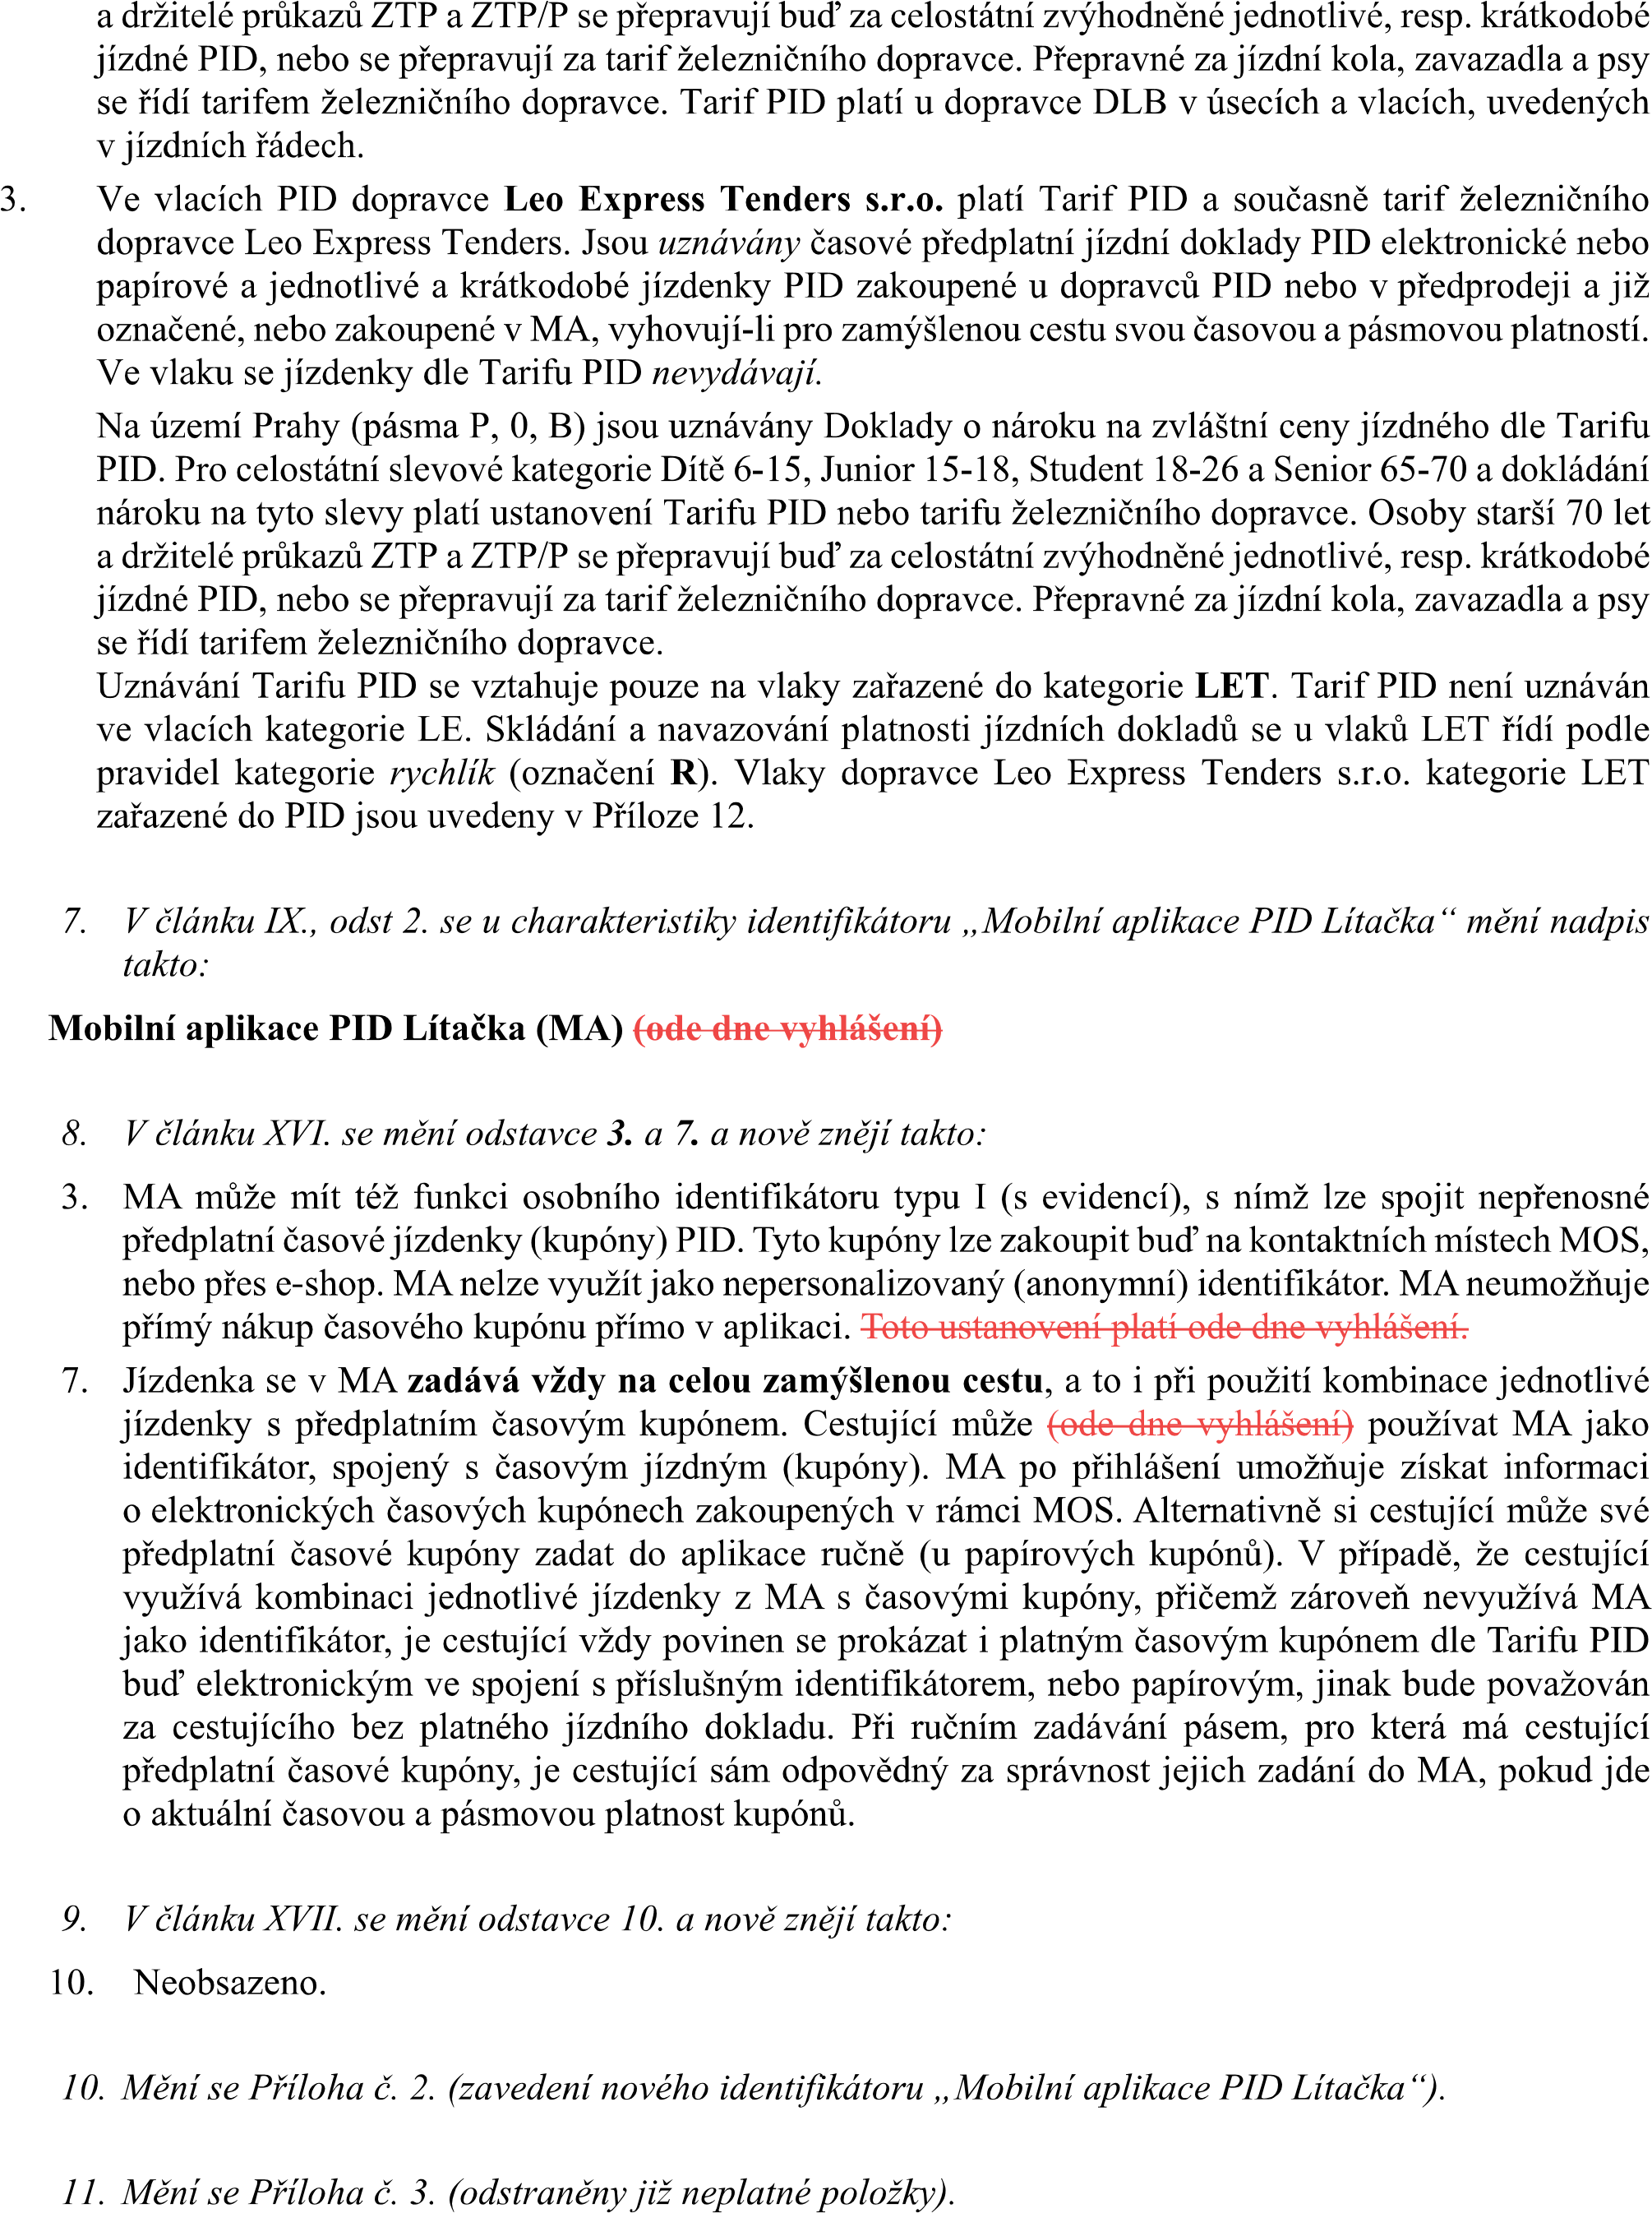 a držitelé průkazů ZTP a ZTP/P se přepravují buď za celostátní zvýhodněné jednotlivé, resp. krátkodobé
jízdné PID, nebo se přepravují za tarif železničního dopravce. Přepravné za jízdní kola, zavazadla a psy
se řídí tarifem železničního dopravce. Tarif PID platí u dopravce DLB v úsecích a vlacích, uvedených
v jízdních řádech.
3. Ve vlacích PID dopravce Leo Express Tenders s.r.o. platí Tarif PID a současně tarif železničního
dopravce Leo Express Tenders. Jsou uznávány časové předplatní jízdní doklady PID elektronické nebo
papírové a jednotlivé a krátkodobé jízdenky PID zakoupené u dopravců PID nebo v předprodeji a již
označené, nebo zakoupené v MA, vyhovují-li pro zamýšlenou cestu svou časovou a pásmovou platností.
Ve vlaku se jízdenky dle Tarifu PID nevydávají.
Na území Prahy (pásma P, 0, B) jsou uznávány Doklady o nároku na zvláštní ceny jízdného dle Tarifu
PID. Pro celostátní slevové kategorie Dítě 6-15, Junior 15-18, Student 18-26 a Senior 65-70 a dokládání
nároku na tyto slevy platí ustanovení Tarifu PID nebo tarifu železničního dopravce. Osoby starší 70 let
a držitelé průkazů ZTP a ZTP/P se přepravují buď za celostátní zvýhodněné jednotlivé, resp. krátkodobé
jízdné PID, nebo se přepravují za tarif železničního dopravce. Přepravné za jízdní kola, zavazadla a psy
se řídí tarifem železničního dopravce.
Uznávání Tarifu PID se vztahuje pouze na vlaky zařazené do kategorie LET. Tarif PID není uznáván
ve vlacích kategorie LE. Skládání a navazování platnosti jízdních dokladů se u vlaků LET řídí podle
pravidel kategorie rychlík (označení R). Vlaky dopravce Leo Express Tenders s.r.o. kategorie LET
zařazené do PID jsou uvedeny v Příloze 12.
7. V článku IX., odst 2. se u charakteristiky identifikátoru „Mobilní aplikace PID Lítačka“ mění nadpis
takto:
Mobilní aplikace PID Lítačka (MA) (ode dne vyhlášení)
8. V článku XVI. se mění odstavce 3. a 7. a nově znějí takto:
3. MA může mít též funkci osobního identifikátoru typu I (s evidencí), s nímž lze spojit nepřenosné
předplatní časové jízdenky (kupóny) PID. Tyto kupóny lze zakoupit buď na kontaktních místech MOS,
nebo přes e-shop. MA nelze využít jako nepersonalizovaný (anonymní) identifikátor. MA neumožňuje
přímý nákup časového kupónu přímo v aplikaci. Toto ustanovení platí ode dne vyhlášení.
7. Jízdenka se v MA zadává vždy na celou zamýšlenou cestu, a to i při použití kombinace jednotlivé
jízdenky s předplatním časovým kupónem. Cestující může (ode dne vyhlášení) používat MA jako
identifikátor, spojený s časovým jízdným (kupóny). MA po přihlášení umožňuje získat informaci
o elektronických časových kupónech zakoupených v rámci MOS. Alternativně si cestující může své
předplatní časové kupóny zadat do aplikace ručně (u papírových kupónů). V případě, že cestující
využívá kombinaci jednotlivé jízdenky z MA s časovými kupóny, přičemž zároveň nevyužívá MA
jako identifikátor, je cestující vždy povinen se prokázat i platným časovým kupónem dle Tarifu PID
buď elektronickým ve spojení s příslušným identifikátorem, nebo papírovým, jinak bude považován
za cestujícího bez platného jízdního dokladu. Při ručním zadávání pásem, pro která má cestující
předplatní časové kupóny, je cestující sám odpovědný za správnost jejich zadání do MA, pokud jde
o aktuální časovou a pásmovou platnost kupónů.
9. V článku XVII. se mění odstavce 10. a nově znějí takto:
10. Neobsazeno.
10. Mění se Příloha č. 2. (zavedení nového identifikátoru „Mobilní aplikace PID Lítačka“).
11. Mění se Příloha č. 3. (odstraněny již neplatné položky).